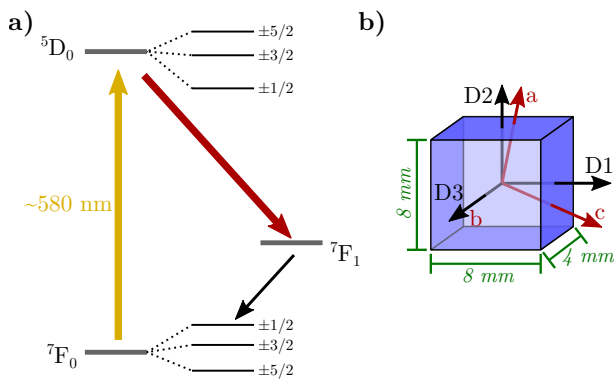 a)
⁵D₀
±5/2
±3/2
±1/2
~580 nm
⁷F₁
⁷F₀
±1/2
±3/2
±5/2
b)
D2
a
D1
D3
b
c
8 mm
8 mm
4 mm